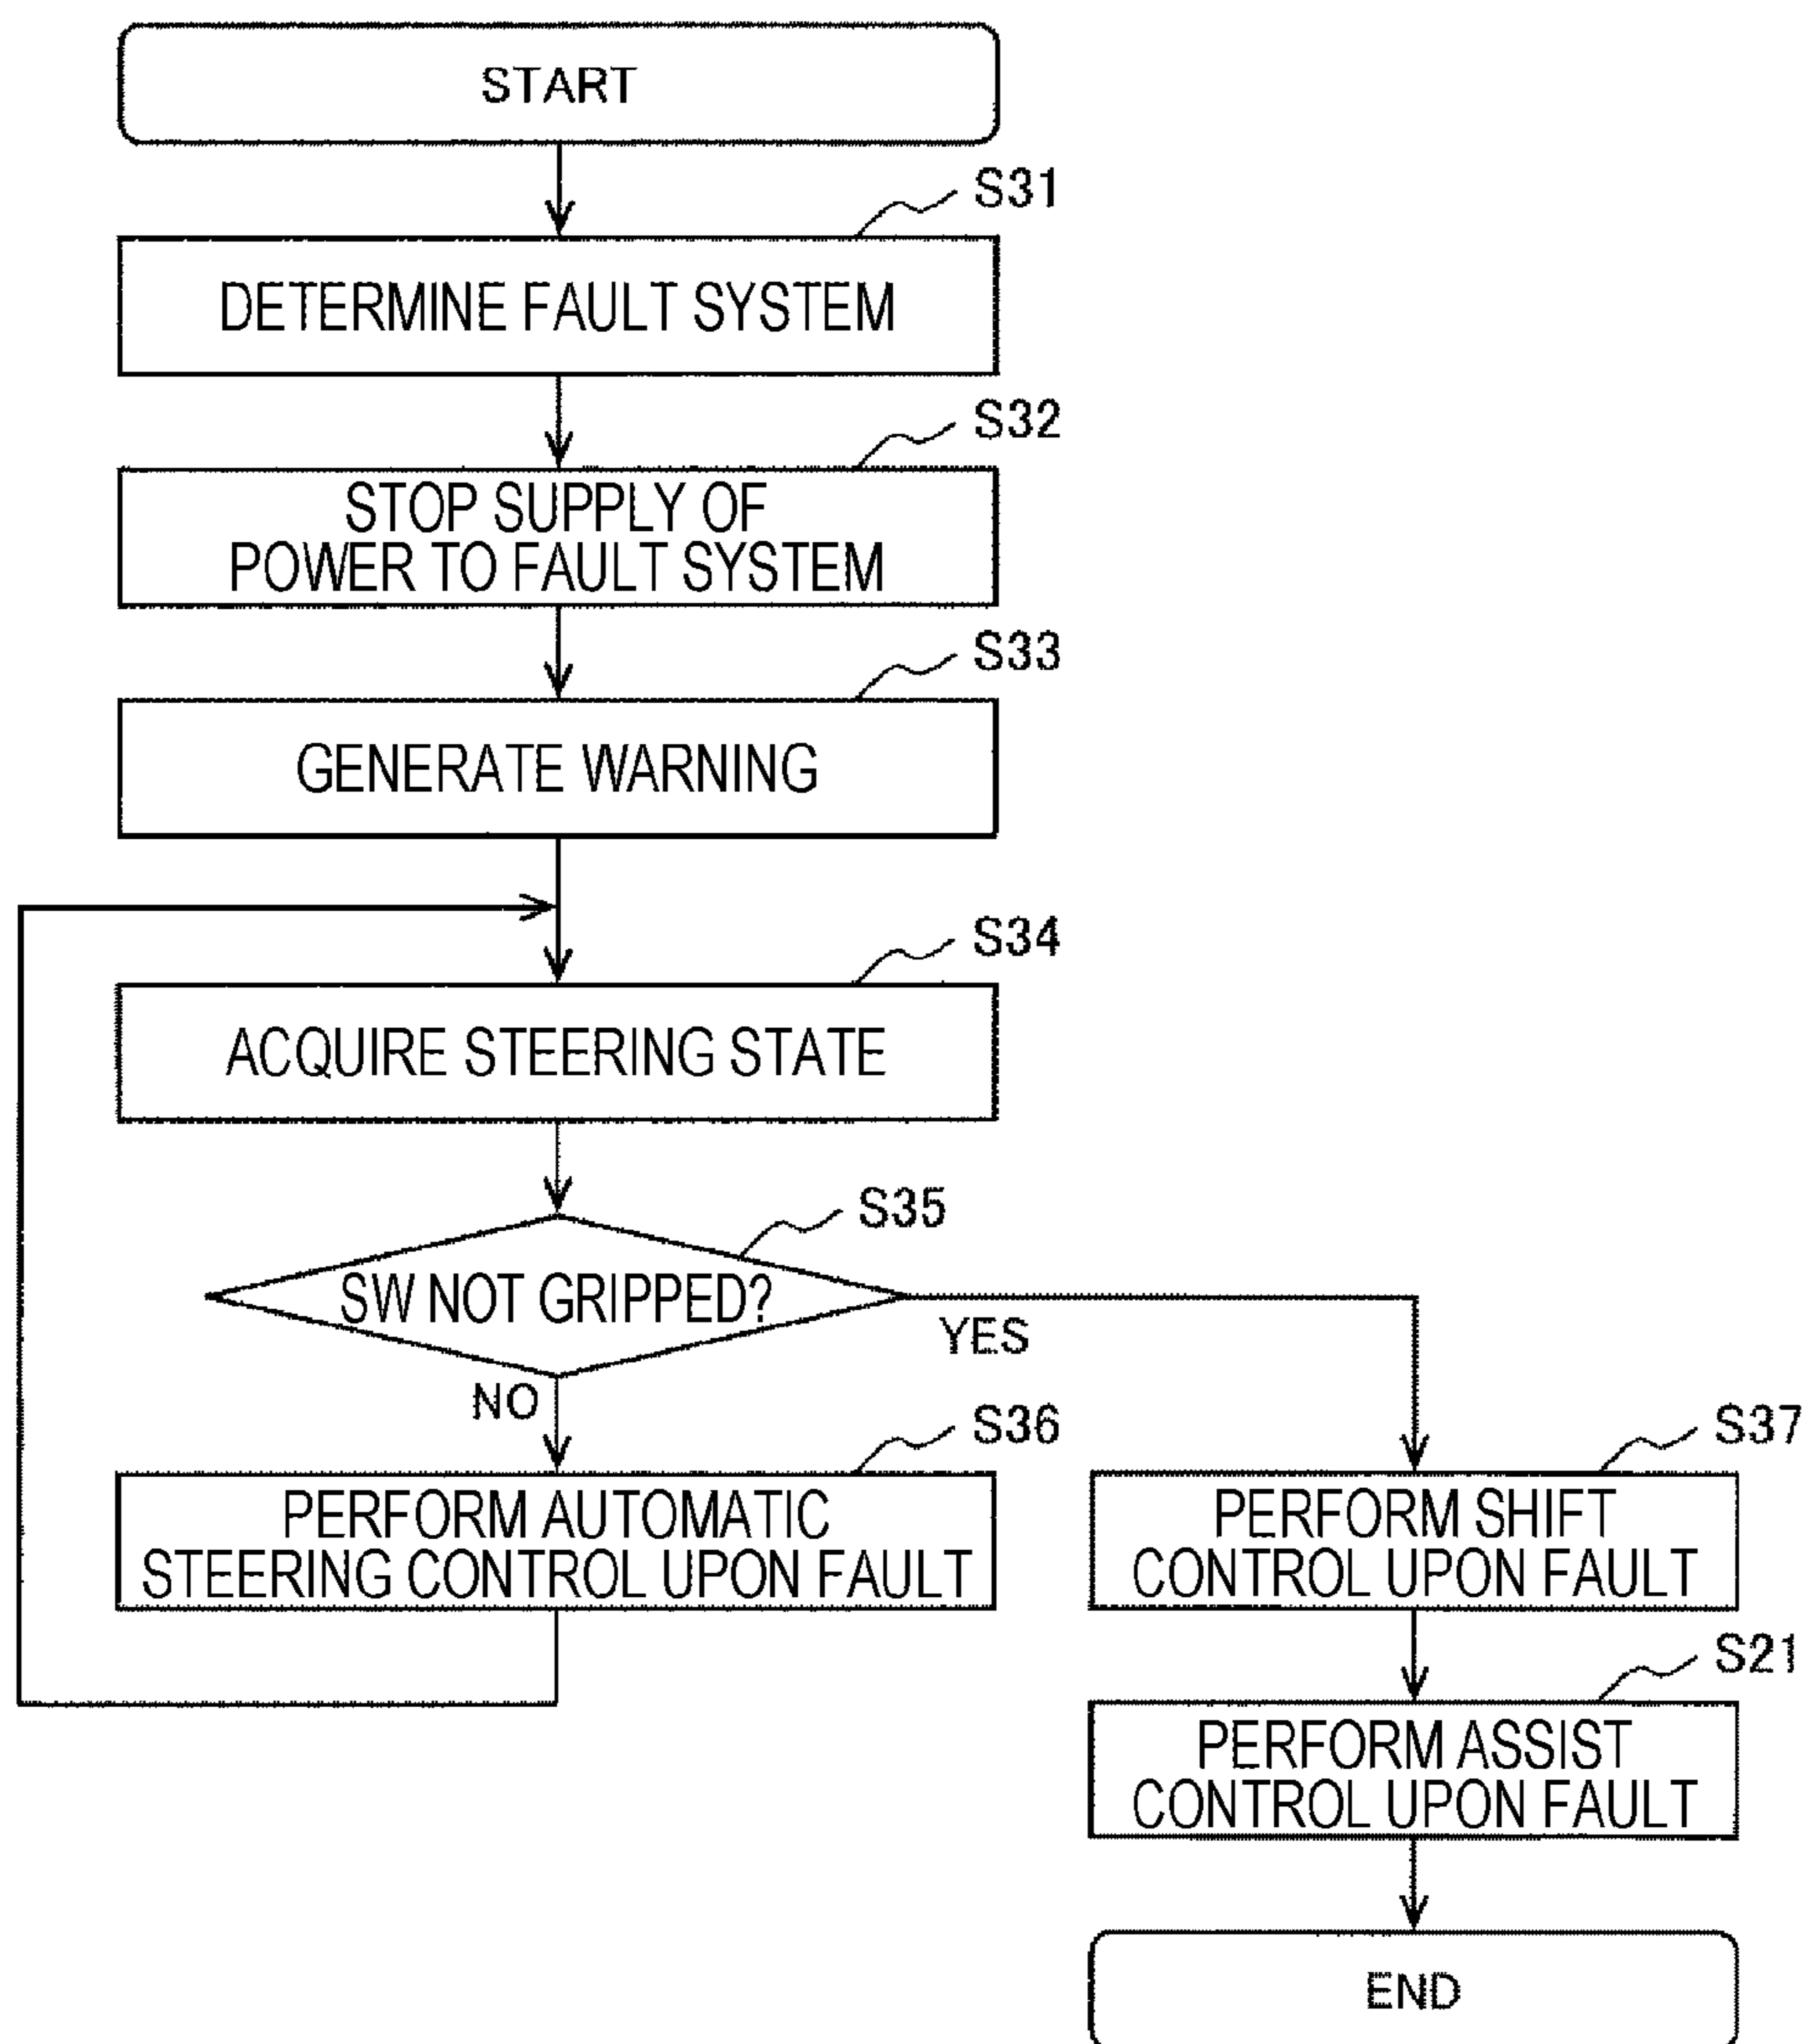 START
S31
DETERMINE FAULT SYSTEM
S32
STOP SUPPLY OF
POWER TO FAULT SYSTEM
S33
GENERATE WARNING
S34
ACQUIRE STEERING STATE
S35
SW NOT GRIPPED?
YES
NO
S36
PERFORM AUTOMATIC
STEERING CONTROL UPON FAULT
S37
PERFORM SHIFT
CONTROL UPON FAULT
S21
PERFORM ASSIST
CONTROL UPON FAULT
END